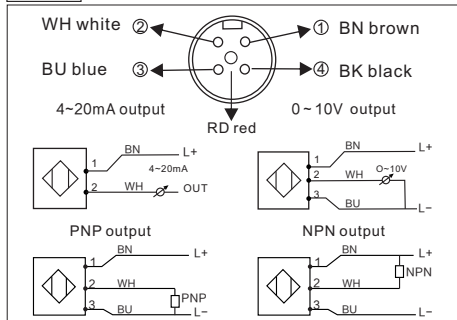 WH white ② ① BN brown
BU blue ③ ④ BK black
4~20mA output 0~10V output
RD red
BN L+ BN L+
1 4~20mA 1 0~10V
2 WH OUT 2 WH
3 BU L-
PNP output NPN output
BN L+ BN L+
1 1
2 WH 2 WH NPN
PNP
3 BU L- 3 BU L-